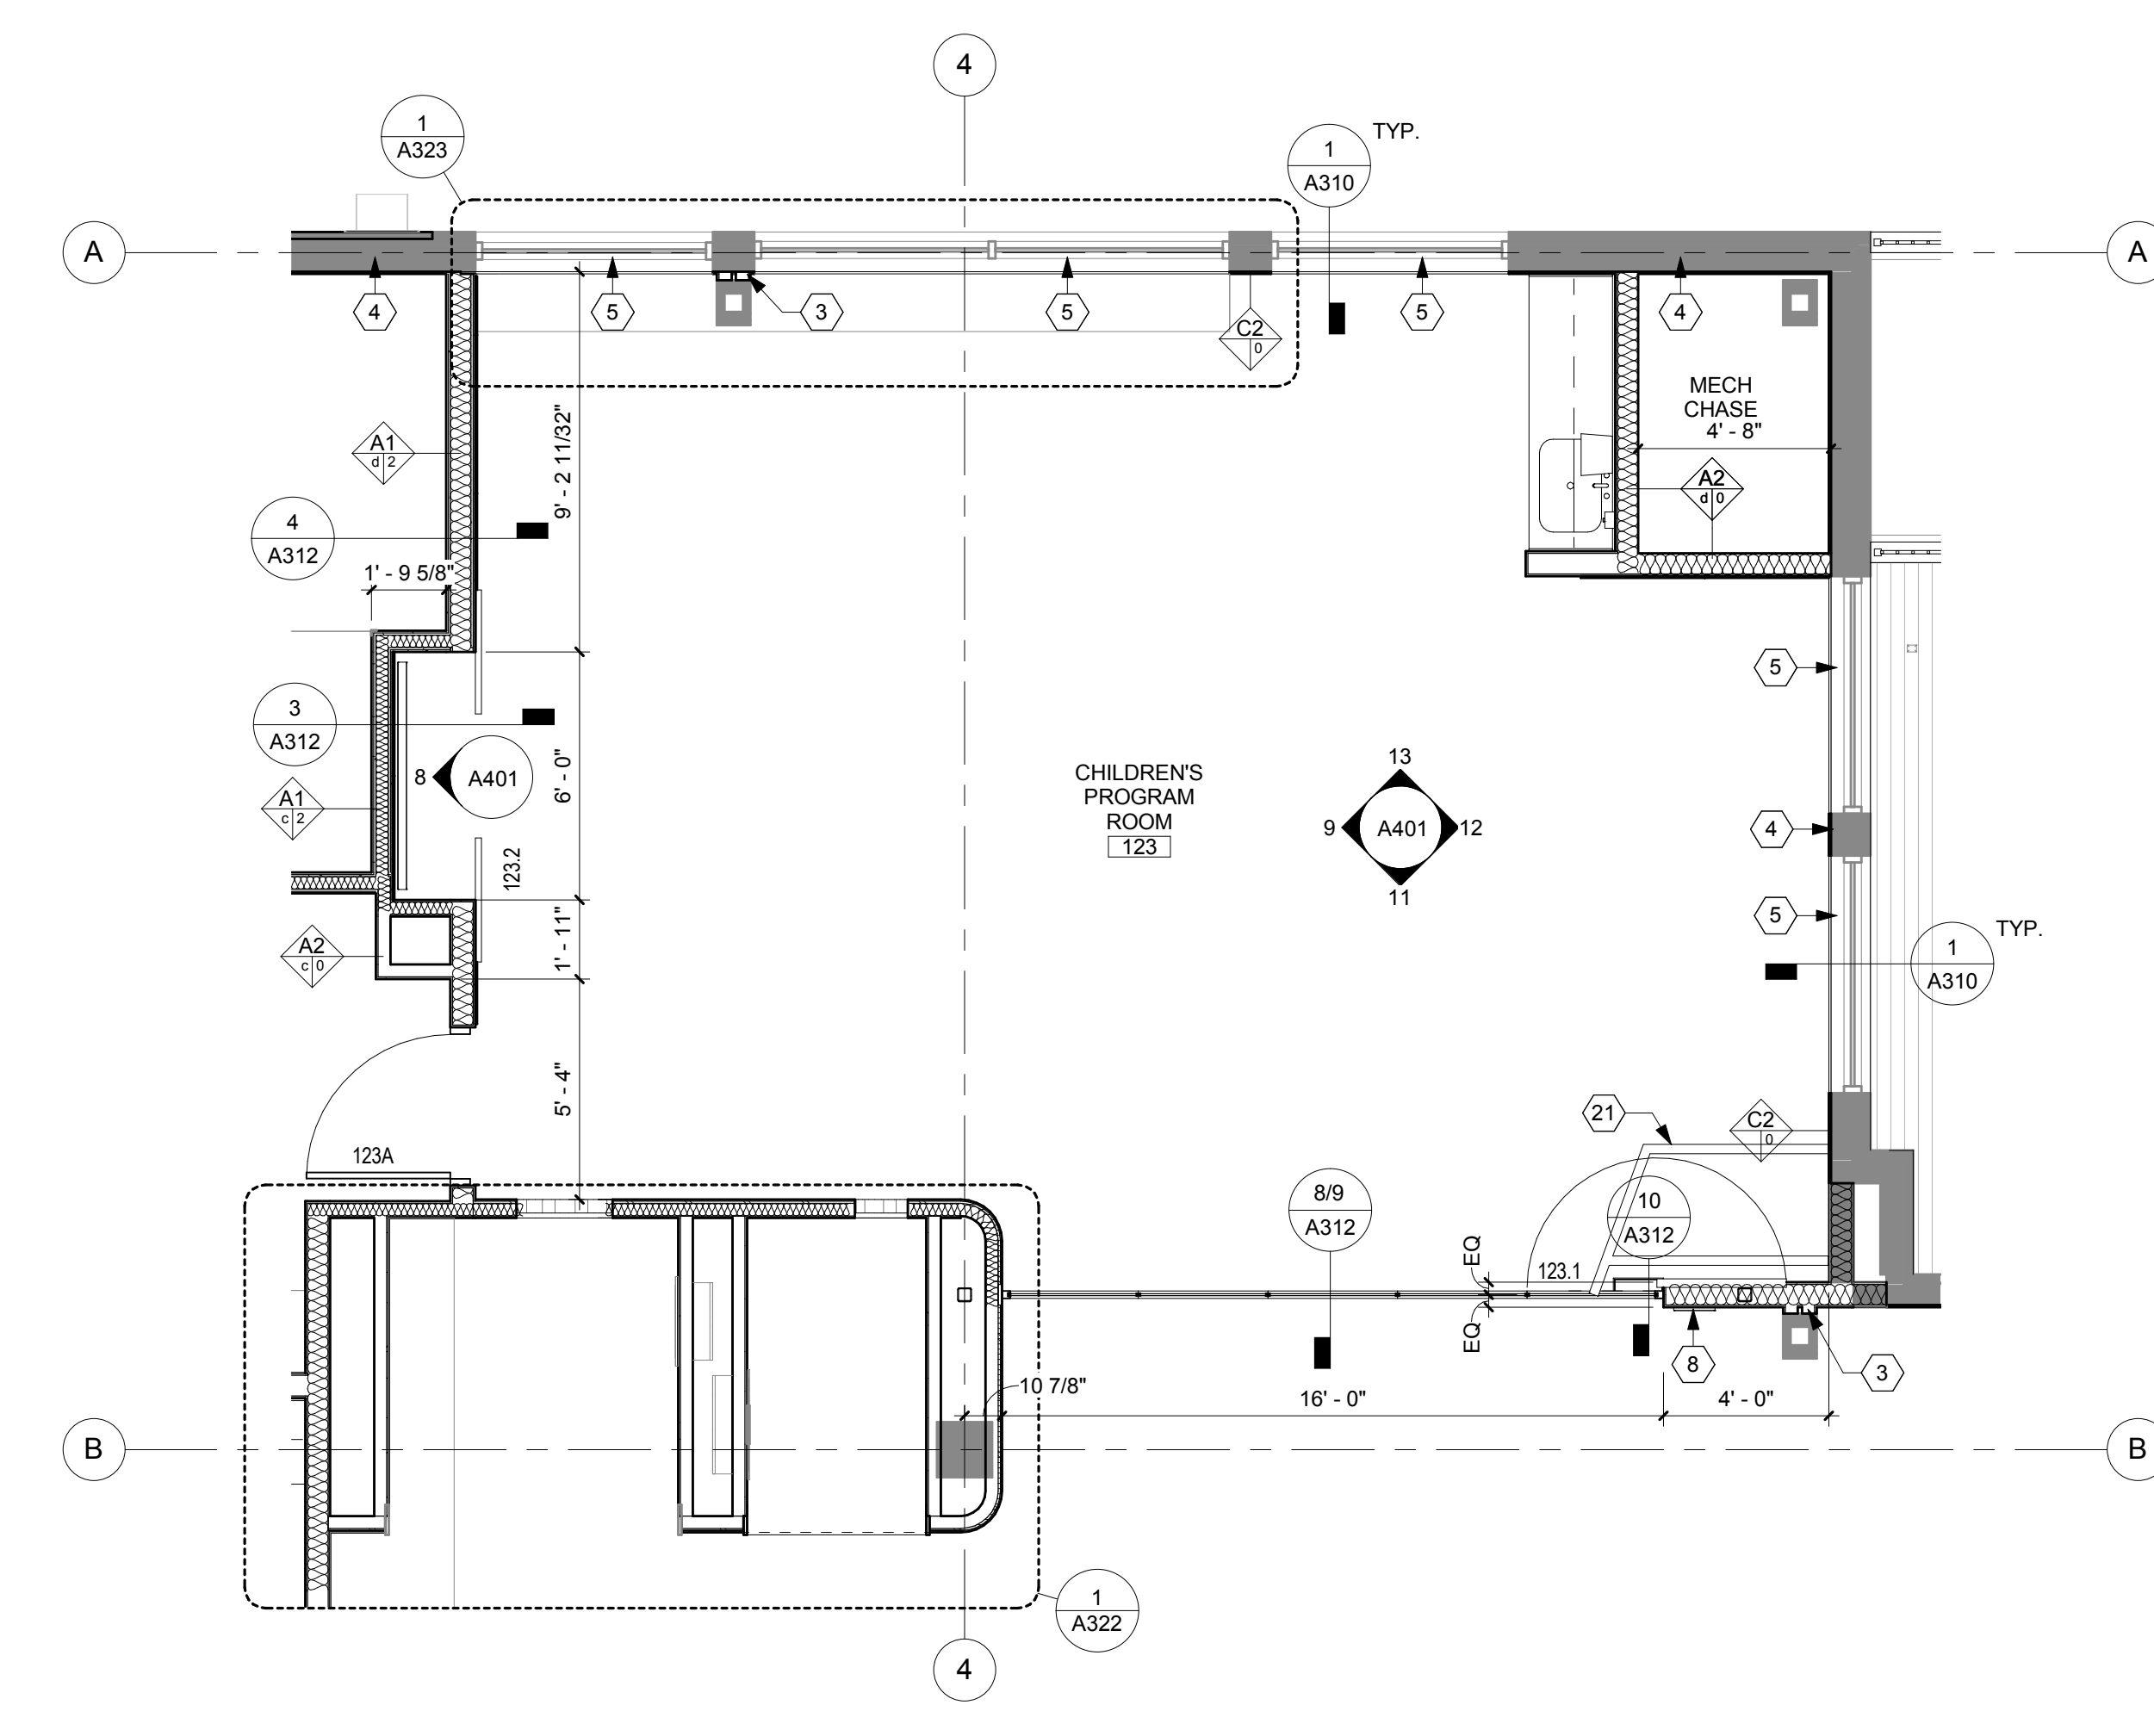 4
1
A323
1
A310
TYP.
A
A
4
5
3
5
C2
0
5
4
MECH
CHASE
4' - 8"
A1
d 2
9' - 2 11/32"
A2
d 0
4
A312
1' - 9 5/8"
5
3
A312
8
A401
6' - 0"
CHILDREN'S
PROGRAM
ROOM
123
13
9
A401
12
11
4
A1
c 2
123.2
5
A2
c 0
1' - 11"
TYP.
1
A310
5' - 4"
21
C2
0
123A
8/9
A312
10
A312
EQ
123.1
EQ
8
3
10 7/8"
16' - 0"
4' - 0"
B
B
1
A322
4